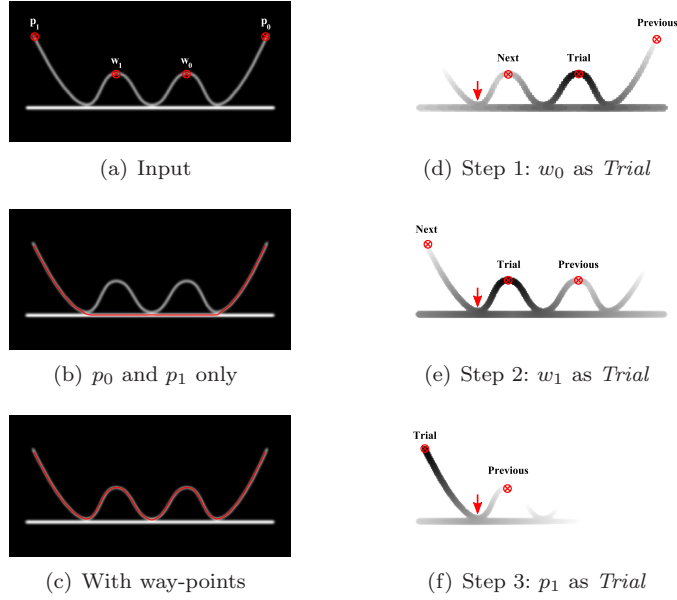 p1 p0
w1 w0
(a) Input
(b) p0 and p1 only
(c) With way-points
Previous
Next Trial
(d) Step 1: w0 as Trial
Next
Trial Previous
(e) Step 2: w1 as Trial
Trial
Previous
(f) Step 3: p1 as Trial